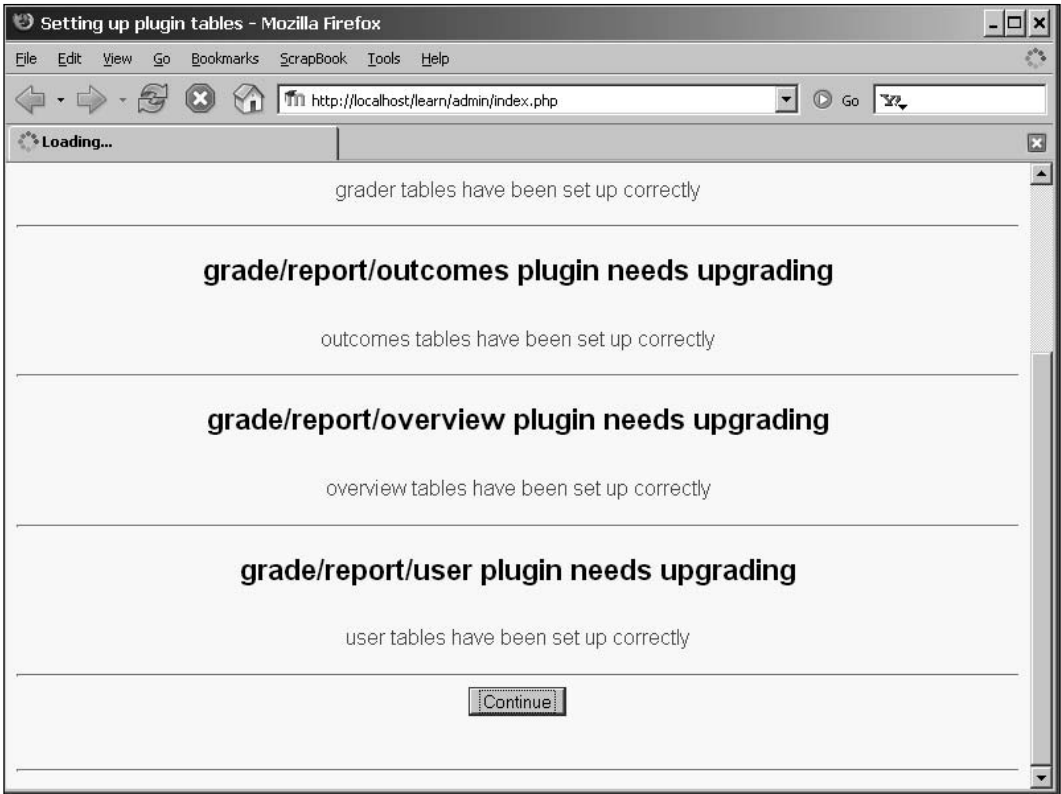 Setting up plugin tables - Mozilla Firefox
File Edit View Go Bookmarks ScrapBook Tools Help
http://localhost/learn/admin/index.php Go
Loading...
grader tables have been set up correctly
grade/report/outcomes plugin needs upgrading
outcomes tables have been set up correctly
grade/report/overview plugin needs upgrading
overview tables have been set up correctly
grade/report/user plugin needs upgrading
user tables have been set up correctly
Continue